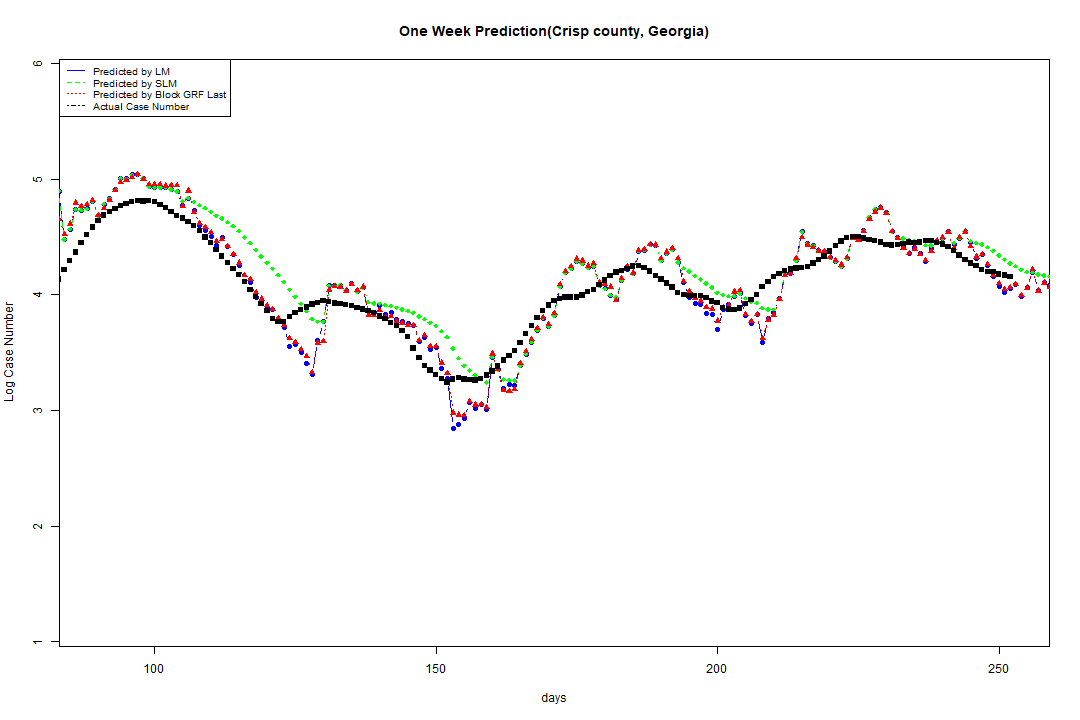 One Week Prediction(Crisp county, Georgia)
Predicted by LM
Predicted by SLM
Predicted by Block GRF Last
Actual Case Number
6
5
4
3
2
1
Log Case Number
100 150 200 250
days